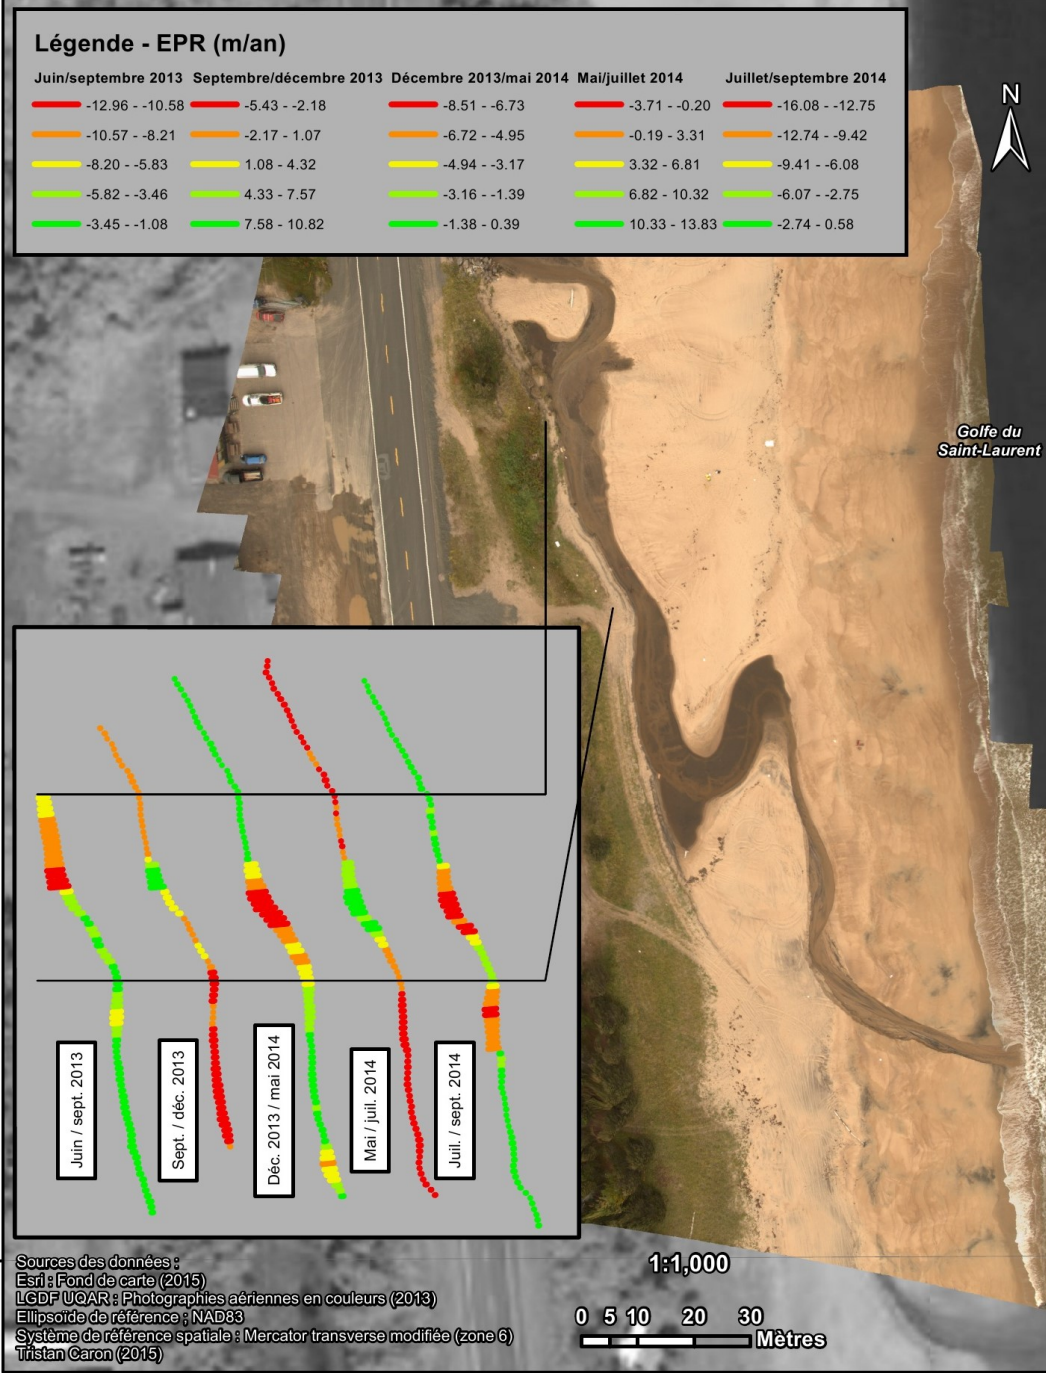 Légende - EPR (m/an)
Juin/septembre 2013 Septembre/décembre 2013 Décembre 2013/mai 2014 Mai/juillet 2014 Juillet/septembre 2014
-12.96 - -10.58 -5.43 - -2.18 -8.51 - -6.73 -3.71 - -0.20 -16.08 - -12.75
-10.57 - -8.21 -2.17 - 1.07 -6.72 - -4.95 -0.19 - 3.31 -12.74 - -9.42
-8.20 - -5.83 1.08 - 4.32 -4.94 - -3.17 3.32 - 6.81 -9.41 - -6.08
-5.82 - -3.46 4.33 - 7.57 -3.16 - -1.39 6.82 - 10.32 -6.07 - -2.75
-3.45 - -1.08 7.58 - 10.82 -1.38 - 0.39 10.33 - 13.83 -2.74 - 0.58
N
Golfe du
Saint-Laurent
Juin / sept. 2013
Sept. / déc. 2013
Déc. 2013 / mai 2014
Mai / juil. 2014
Juil. / sept. 2014
Sources des données :
Esri : Fond de carte (2015)
LGDF UQAR : Photographies aériennes en couleurs (2013)
Ellipsoïde de référence : NAD83
Système de référence spatiale : Mercator transverse modifiée (zone 6)
Tristan Caron (2015)
1:1,000
0 5 10 20 30
Mètres